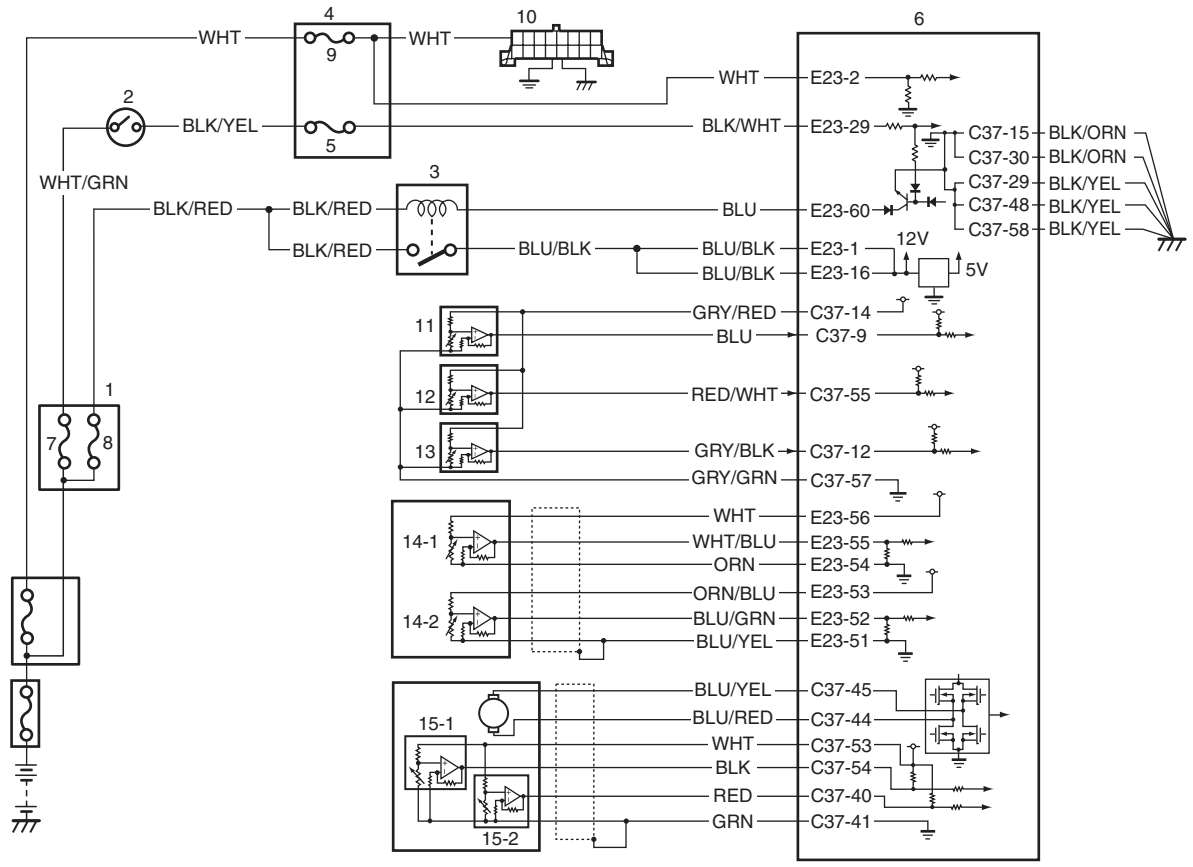 4
10
6
WHT
9
WHT
2
WHT
E23-2
BLK/YEL
5
BLK/WHT
E23-29
C37-15
BLK/ORN
C37-30
BLK/ORN
WHT/GRN
3
C37-29
BLK/YEL
BLK/RED
BLK/RED
BLU
E23-60
C37-48
BLK/YEL
C37-58
BLK/YEL
BLK/RED
BLU/BLK
BLU/BLK
E23-1
12V
BLU/BLK
E23-16
5V
11
GRY/RED
C37-14
BLU
C37-9
1
12
RED/WHT
C37-55
7
8
13
GRY/BLK
C37-12
GRY/GRN
C37-57
WHT
E23-56
14-1
WHT/BLU
E23-55
ORN
E23-54
ORN/BLU
E23-53
14-2
BLU/GRN
E23-52
BLU/YEL
E23-51
BLU/YEL
C37-45
15-1
BLU/RED
C37-44
WHT
C37-53
BLK
C37-54
RED
C37-40
15-2
GRN
C37-41